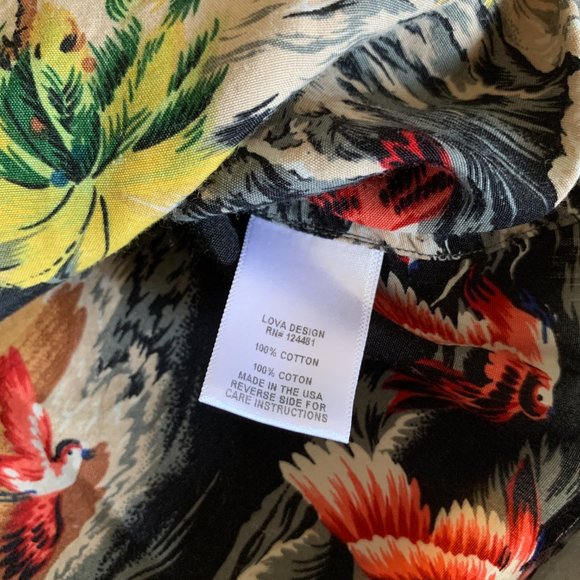 LOVA DESIGN
RN# 124481
100% COTTON
100% COTON
MADE IN THE USA
REVERSE SIDE FOR
CARE INSTRUCTIONS